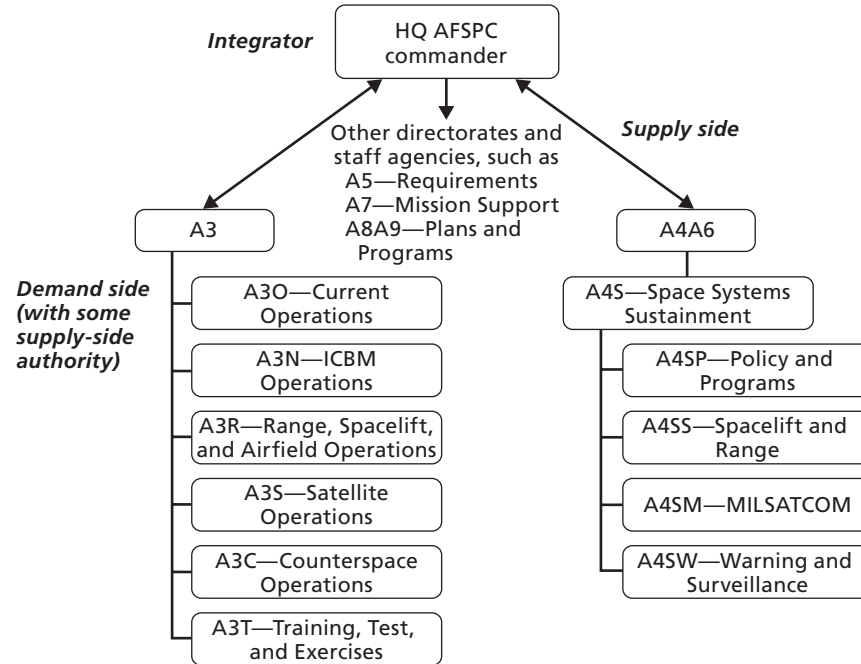 Integrator
HQ AFSPC
commander
Other directorates and
staff agencies, such as
A5—Requirements
A7—Mission Support
A8A9—Plans and
Programs
Supply side
A3
A4A6
Demand side
(with some
supply-side
authority)
A3O—Current
Operations
A3N—ICBM
Operations
A3R—Range, Spacelift,
and Airfield Operations
A3S—Satellite
Operations
A3C—Counterspace
Operations
A3T—Training, Test,
and Exercises
A4S—Space Systems
Sustainment
A4SP—Policy and
Programs
A4SS—Spacelift and
Range
A4SM—MILSATCOM
A4SW—Warning and
Surveillance